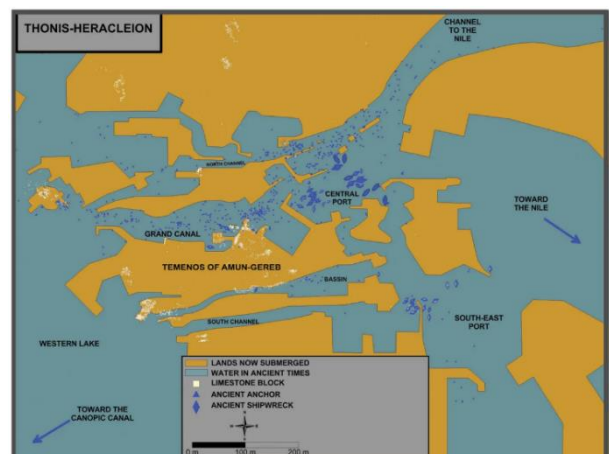 THONIS-HERACLEION
CHANNEL
TO THE
NILE
NORTH CHANNEL
CENTRAL
PORT
TOWARD
THE NILE
GRAND CANAL
TEMENOS OF AMUN-GEREB
BASSIN
SOUTH CHANNEL
SOUTH-EAST
PORT
WESTERN LAKE
TOWARD THE
CANOPIC CANAL
LANDS NOW SUBMERGED
WATER IN ANCIENT TIMES
LIMESTONE BLOCK
ANCIENT ANCHOR
ANCIENT SHIPWRECK
0 m 100 m 200 m